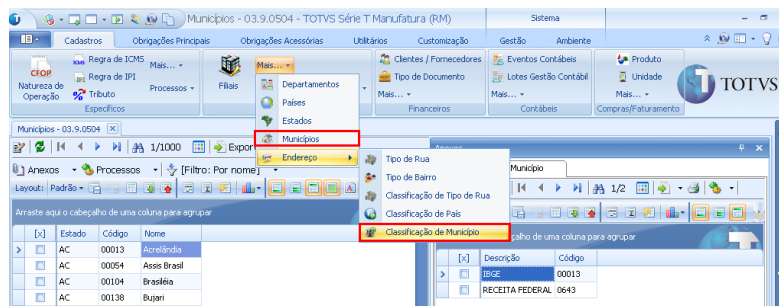 Municípios - 03.9.0504 - TOTVS Série T Manufatura (RM)
Sistema
Cadastros Obrigações Principais Obrigações Acessórias Utilitários Customização Gestão Ambiente
CFOP
Natureza de Operação
Regra de ICMS
Regra de IPI
Tributo
Mais...
Processos
Específicos
Filiais
Mais...
Departamentos
Países
Estados
Municípios
Endereço
Clientes / Fornecedores
Tipo de Documento
Mais...
Financeiros
Eventos Contábeis
Lotes Gestão Contábil
Mais...
Contábeis
Produto
Unidade
Mais...
Compras/Faturamento
TOTVS
Municípios - 03.9.0504
1/1000 Expor
Anexos Processos [Filtro: Por nome]
Layout: Padrão
Arraste aqui o cabeçalho de uma coluna para agrupar
[x] Estado Código Nome
AC 00013 Acrelândia
AC 00054 Assis Brasil
AC 00104 Brasiléia
AC 00138 Bujari
Tipo de Rua
Tipo de Bairro
Classificação de Tipo de Rua
Classificação de País
Classificação de Município
Município
1/2
çalho de uma coluna para agrupar
[x] Descrição Código
IBGE 00013
RECEITA FEDERAL 0643